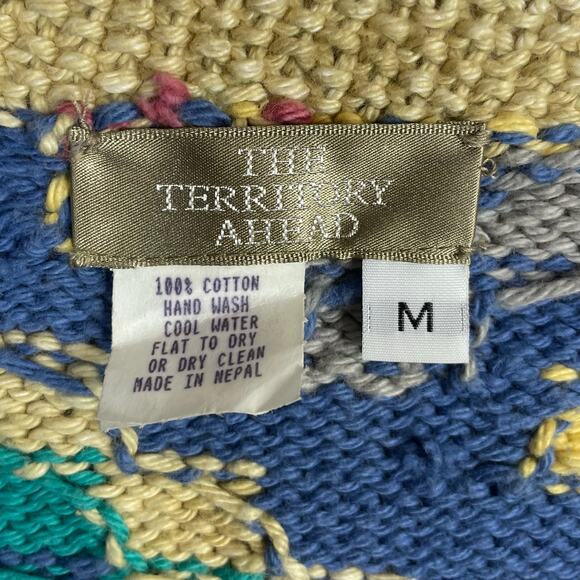 THE
TERRITORY
AHEAD
100% COTTON
HAND WASH
COOL WATER
FLAT TO DRY
OR DRY CLEAN
MADE IN NEPAL
M